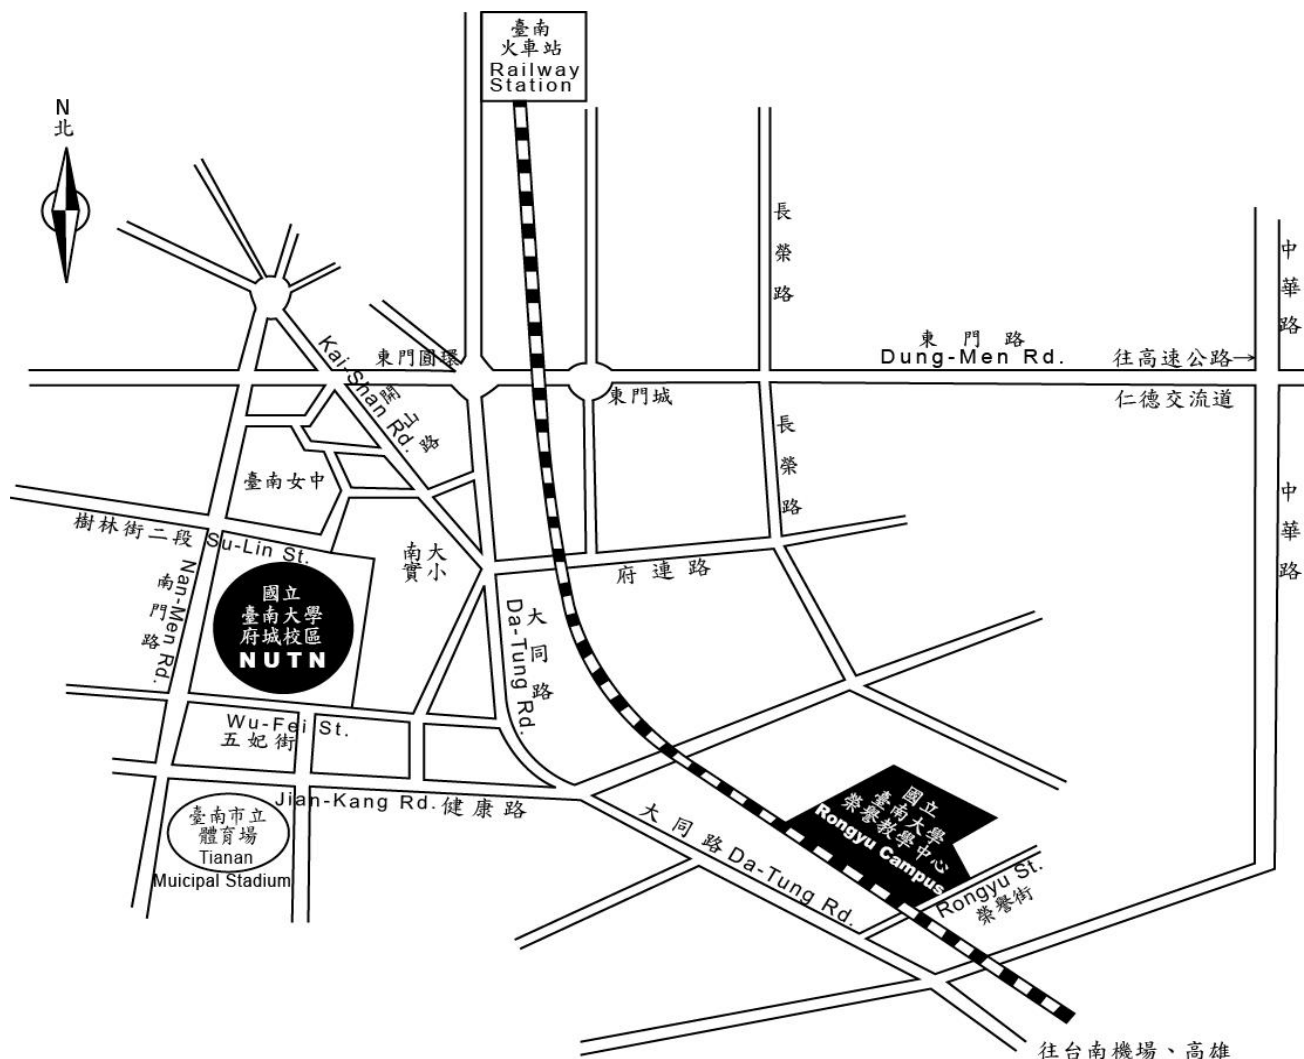 臺南
火車站
Railway
Station
N
北
長榮路
中華路
東門路
Dung-Men Rd.
往高速公路→
仁德交流道
東門圓環
東門城
Kai-Shan Rd.
開山路
長榮路
中華路
臺南女中
樹林街二段
Su-Lin St.
南大
實小
府連路
Nan-Men Rd.
南門路
國立
臺南大學
府城校區
NUTN
Da-Tung Rd.
大同路
Wu-Fei St.
五妃街
Jian-Kang Rd. 健康路
臺南市立
體育場
Tianan
Muicipal Stadium
大同路 Da-Tung Rd.
國立
臺南大學
榮譽教學中心
Rongyu Campus
Rongyu St.
榮譽街
往台南機場、高雄